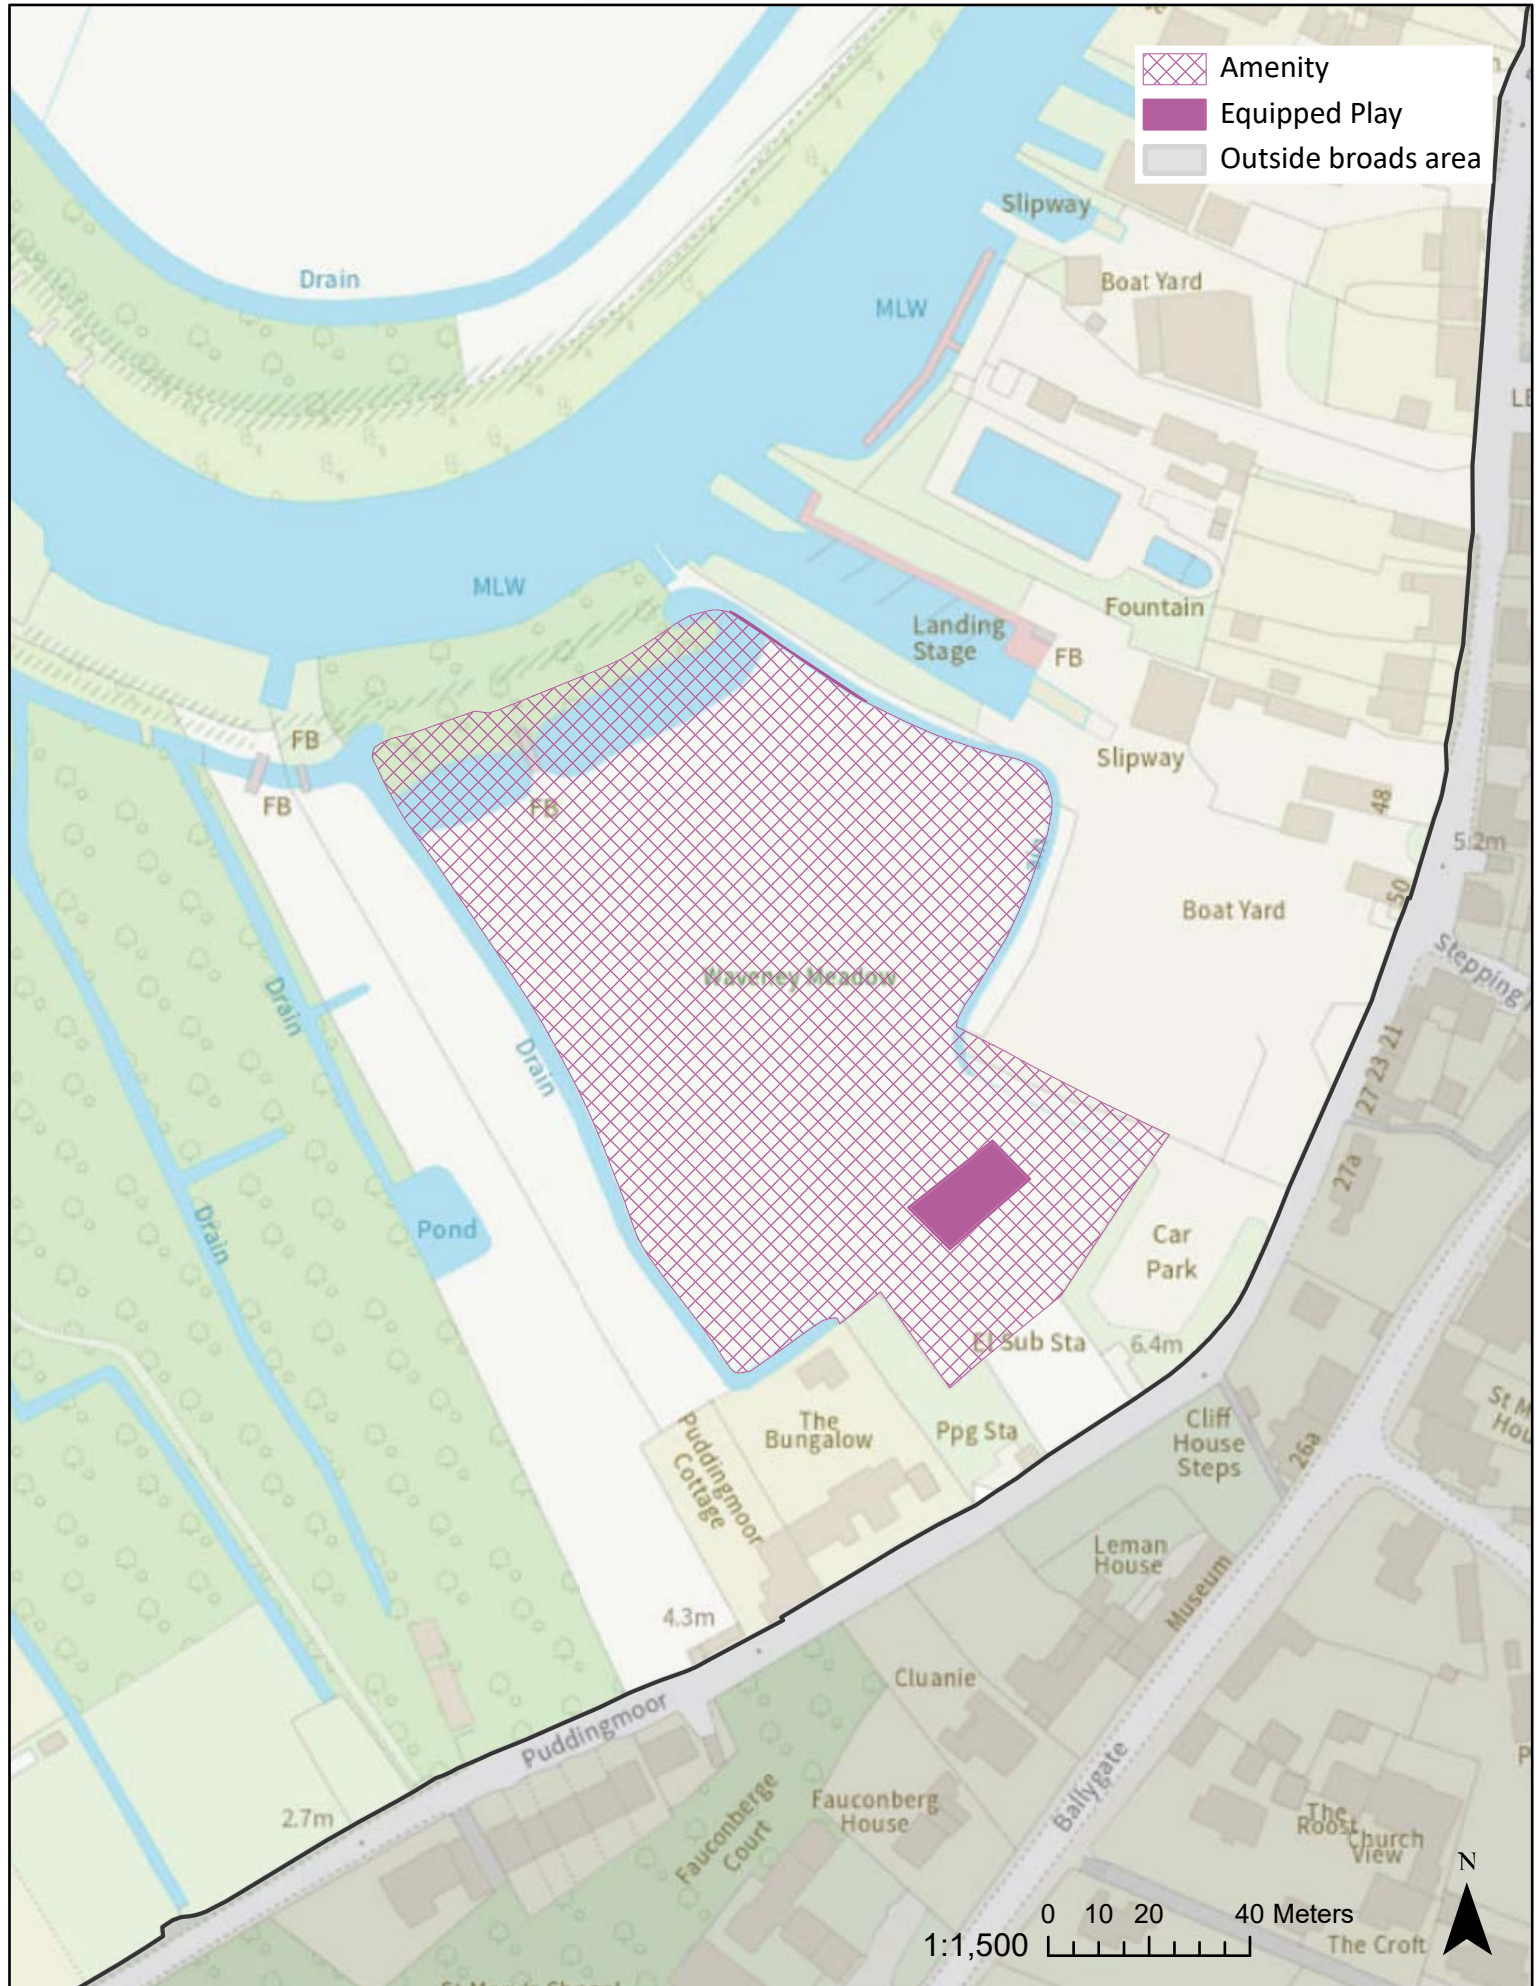 Amenity
Equipped Play
Outside broads area
Slipway
Drain
Boat Yard
MLW
MLW
Fountain
Landing
Stage
FB
FB
Slipway
FB
FB
48
5.2m
50
Boat Yard
Stepping
Waveney Meadow
Drain
Drain
21
23
27
27a
Drain
Pond
Car
Park
El Sub Sta
6.4m
The
Bungalow
Ppg Sta
Cliff
House
Steps
26a
Puddingmoor
Cottage
Leman
House
Museum
4.3m
Cluanie
Puddingmoor
Ballygate
Fauconberge
Court
Fauconberg
House
2.7m
The
Roost
Church
View
N
0 10 20 40 Meters
1:1,500
The Croft